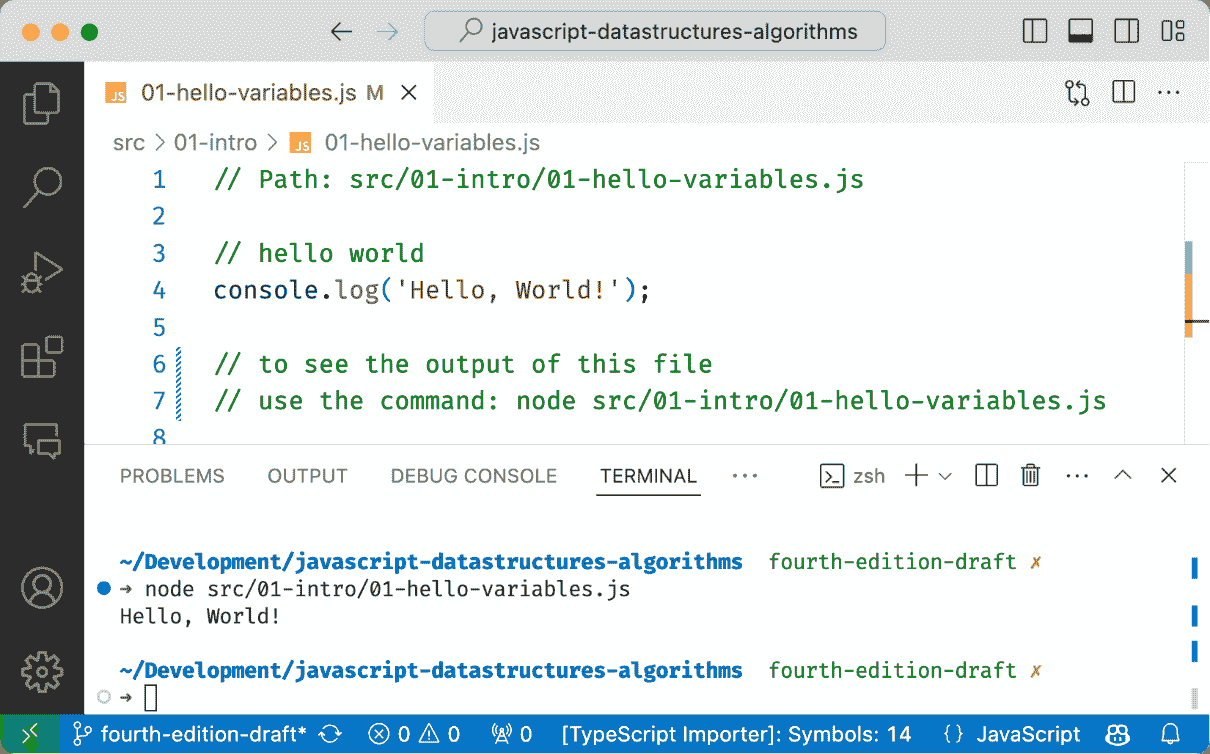 javascript-datastructures-algorithms
JS 01-hello-variables.js M
src > 01-intro > JS 01-hello-variables.js
1 // Path: src/01-intro/01-hello-variables.js
2
3 // hello world
4 console.log('Hello, World!');
5
6 // to see the output of this file
7 // use the command: node src/01-intro/01-hello-variables.js
8
PROBLEMS OUTPUT DEBUG CONSOLE TERMINAL ··· zsh
~/Development/javascript-datastructures-algorithms fourth-edition-draft ✗
➜ node src/01-intro/01-hello-variables.js
Hello, World!
~/Development/javascript-datastructures-algorithms fourth-edition-draft ✗
➜
fourth-edition-draft* 0 0 0 [TypeScript Importer]: Symbols: 14 {} JavaScript